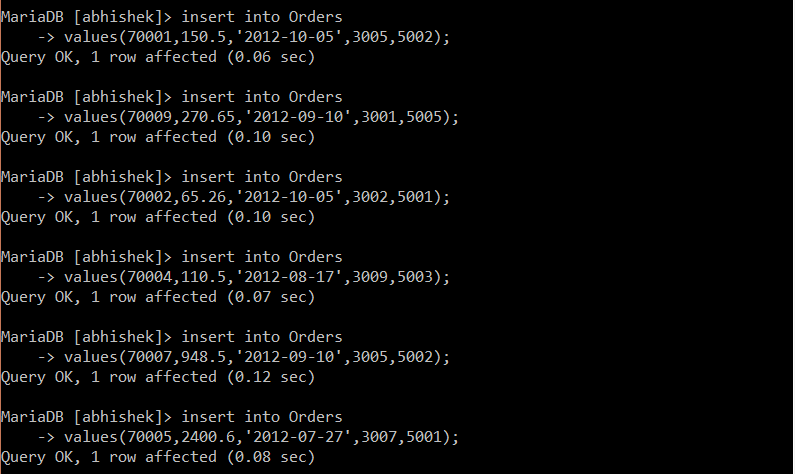 MariaDB [abhishek]> insert into Orders
-> values(70001,150.5,'2012-10-05',3005,5002);
Query OK, 1 row affected (0.06 sec)
MariaDB [abhishek]> insert into Orders
-> values(70009,270.65,'2012-09-10',3001,5005);
Query OK, 1 row affected (0.10 sec)
MariaDB [abhishek]> insert into Orders
-> values(70002,65.26,'2012-10-05',3002,5001);
Query OK, 1 row affected (0.10 sec)
MariaDB [abhishek]> insert into Orders
-> values(70004,110.5,'2012-08-17',3009,5003);
Query OK, 1 row affected (0.07 sec)
MariaDB [abhishek]> insert into Orders
-> values(70007,948.5,'2012-09-10',3005,5002);
Query OK, 1 row affected (0.12 sec)
MariaDB [abhishek]> insert into Orders
-> values(70005,2400.6,'2012-07-27',3007,5001);
Query OK, 1 row affected (0.08 sec)